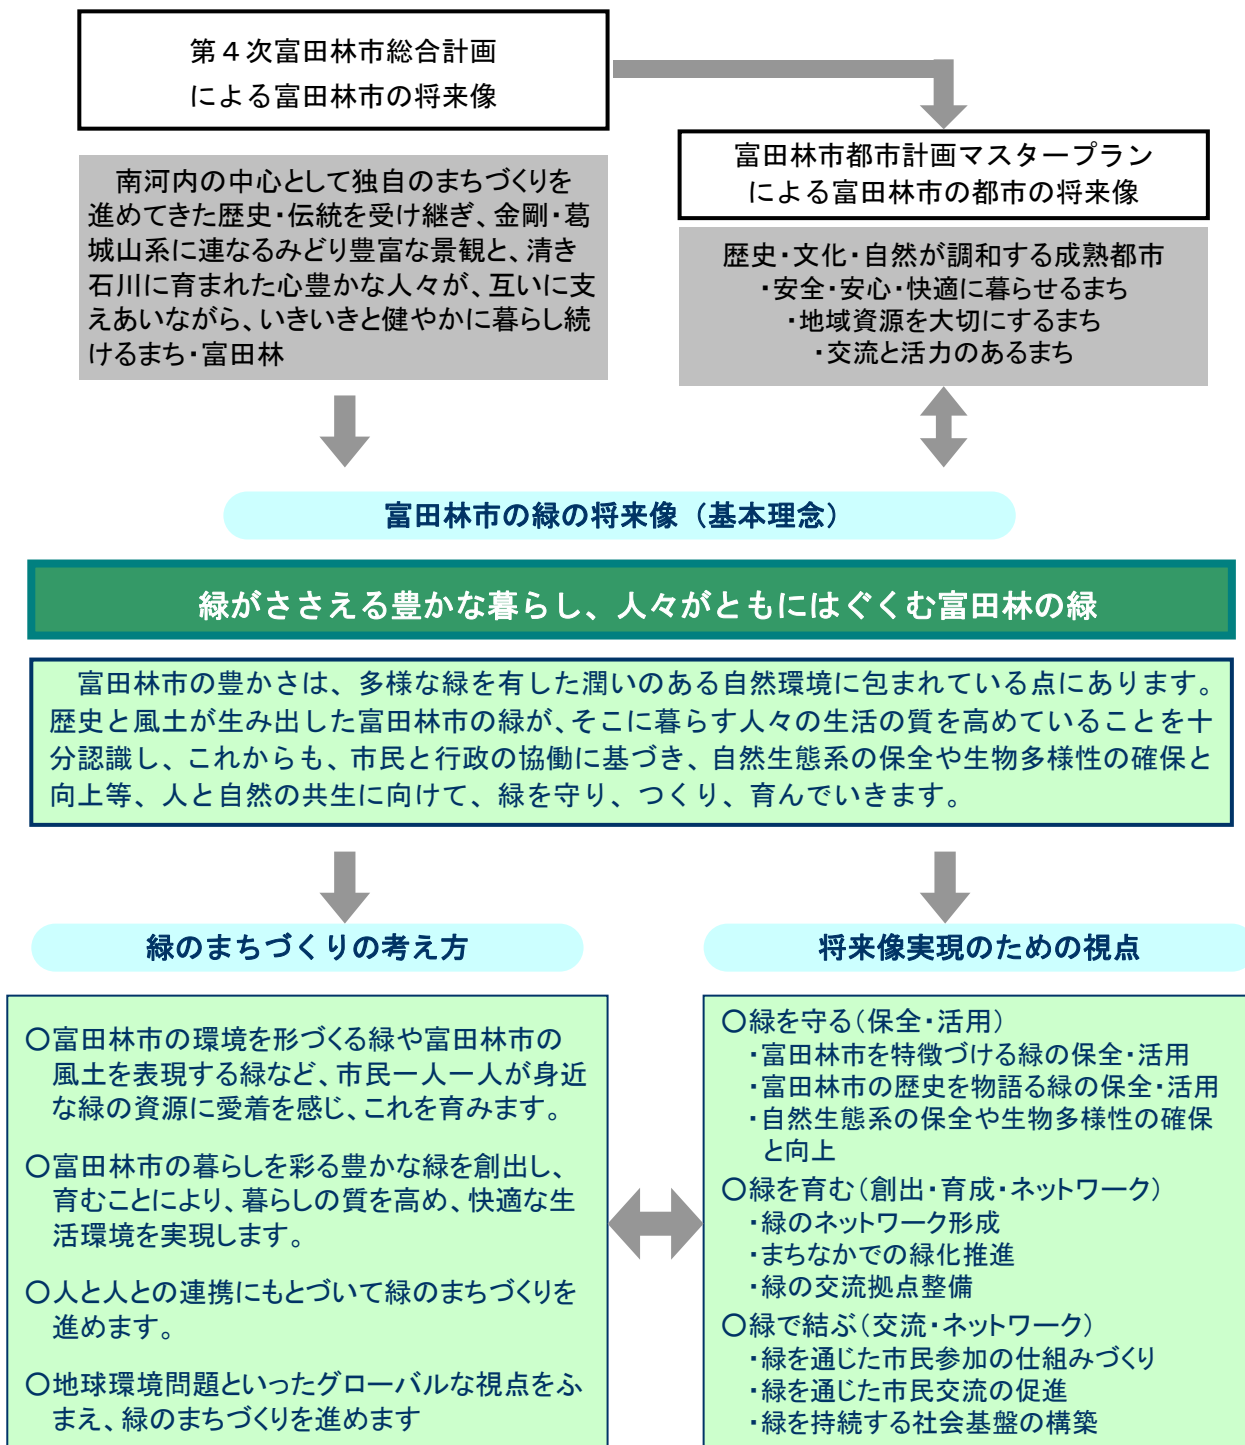 第４次富田林市総合計画
による富田林市の将来像
南河内の中心として独自のまちづくりを
進めてきた歴史・伝統を受け継ぎ、金剛・葛
城山系に連なるみどり豊富な景観と、清き
石川に育まれた心豊かな人々が、互いに支
えあいながら、いきいきと健やかに暮らし続
けるまち・富田林
富田林市都市計画マスタープラン
による富田林市の都市の将来像
歴史・文化・自然が調和する成熟都市
・安全・安心・快適に暮らせるまち
・地域資源を大切にするまち
・交流と活力のあるまち
富田林市の緑の将来像（基本理念）
緑がささえる豊かな暮らし、人々がともにはぐくむ富田林の緑
富田林市の豊かさは、多様な緑を有した潤いのある自然環境に包まれている点にあります。
歴史と風土が生み出した富田林市の緑が、そこに暮らす人々の生活の質を高めていることを十
分認識し、これからも、市民と行政の協働に基づき、自然生態系の保全や生物多様性の確保と
向上等、人と自然の共生に向けて、緑を守り、つくり、育んでいきます。
緑のまちづくりの考え方
○富田林市の環境を形づくる緑や富田林市の
風土を表現する緑など、市民一人一人が身近
な緑の資源に愛着を感じ、これを育みます。
○富田林市の暮らしを彩る豊かな緑を創出し、
育むことにより、暮らしの質を高め、快適な生
活環境を実現します。
○人と人との連携にもとづいて緑のまちづくりを
進めます。
○地球環境問題といったグローバルな視点をふ
まえ、緑のまちづくりを進めます
将来像実現のための視点
○緑を守る（保全・活用）
・富田林市を特徴づける緑の保全・活用
・富田林市の歴史を物語る緑の保全・活用
・自然生態系の保全や生物多様性の確保
と向上
○緑を育む（創出・育成・ネットワーク）
・緑のネットワーク形成
・まちなかでの緑化推進
・緑の交流拠点整備
○緑で結ぶ（交流・ネットワーク）
・緑を通じた市民参加の仕組みづくり
・緑を通じた市民交流の促進
・緑を持続する社会基盤の構築